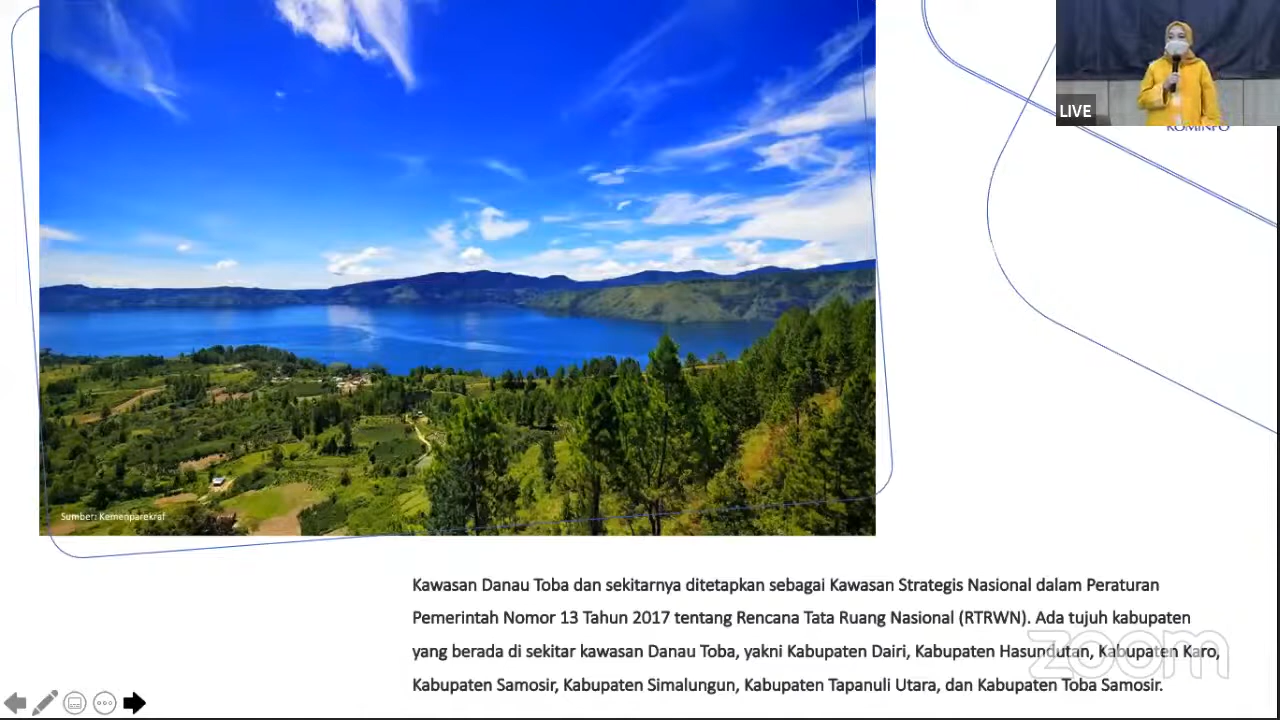 LIVE
KOMINFO
Sumber: Kemenparekraf
Kawasan Danau Toba dan sekitarnya ditetapkan sebagai Kawasan Strategis Nasional dalam Peraturan
Pemerintah Nomor 13 Tahun 2017 tentang Rencana Tata Ruang Nasional (RTRWN). Ada tujuh kabupaten
yang berada di sekitar kawasan Danau Toba, yakni Kabupaten Dairi, Kabupaten Hasundutan, Kabupaten Karo,
Kabupaten Samosir, Kabupaten Simalungun, Kabupaten Tapanuli Utara, dan Kabupaten Toba Samosir.
zoom